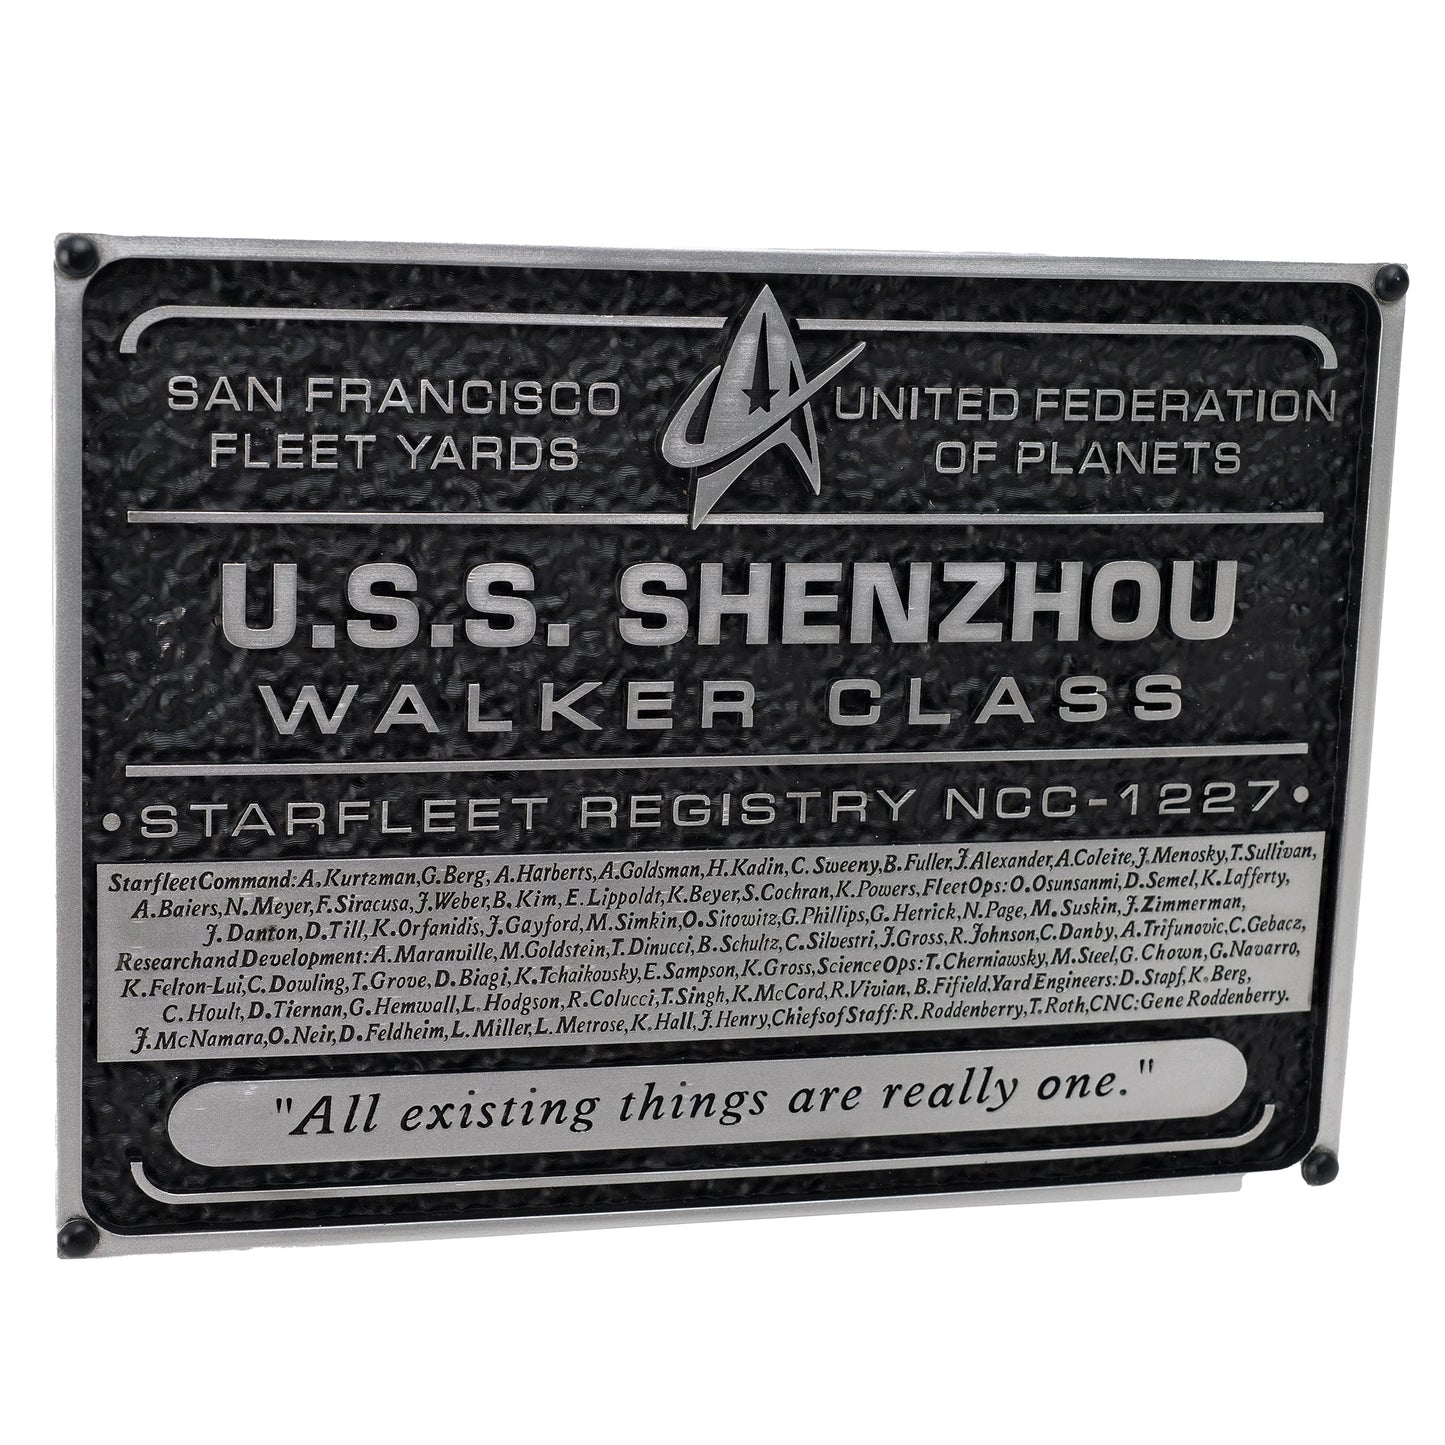 SAN FRANCISCO
FLEET YARDS
UNITED FEDERATION
OF PLANETS
U.S.S. SHENZHOU
WALKER CLASS
•STARFLEET REGISTRY NCC-1227•
StarfleetCommand:A.Kurtzman,G.Berg, A.Harberts,A.Goldsman,H.Kadin,C.Sweeny,B.Fuller,J.Alexander,A.Coleite,J.Menosky,T.Sullivan,
A.Baiers,N.Meyer,F.Siracusa,J.Weber,B.Kim, E.Lippoldt,K.Beyer,S.Cochran,K.Powers,FleetOps:O.Osunsanmi,D.Semel,K.Lafferty,
J.Danton,D.Till,K.Orfanidis,J.Gayford,M.Simkin,O.Sitowitz,G.Phillips,G.Hetrick,N.Page,M.Suskin,J.Zimmerman,
ResearchandDevelopment:A.Maranville,M.Goldstein,T.Dinucci,B.Schultz,C.Silvestri,J.Gross,R.Johnson,C.Danby,A.Trifunovic,C.Gebacz,
K.Felton-Lui,C.Dowling,T.Grove,D.Biagi,K.Tchaikovsky,E.Sampson,K.Gross,ScienceOps:T.Cherniawsky,M.Steel,G.Chown,G.Navarro,
C.Hoult,D.Tiernan,G.Hemwall,L.Hodgson,R.Colucci,T.Singh,K.McCord,R.Vivian,B.Fifield,YardEngineers:D.Stapf,K.Berg,
J.McNamara,O.Neir,D.Feldheim,L.Miller,L.Metrose,K.Hall,J.Henry,ChiefsofStaff:R.Roddenberry,T.Roth,CNC:Gene Roddenberry.
"All existing things are really one."